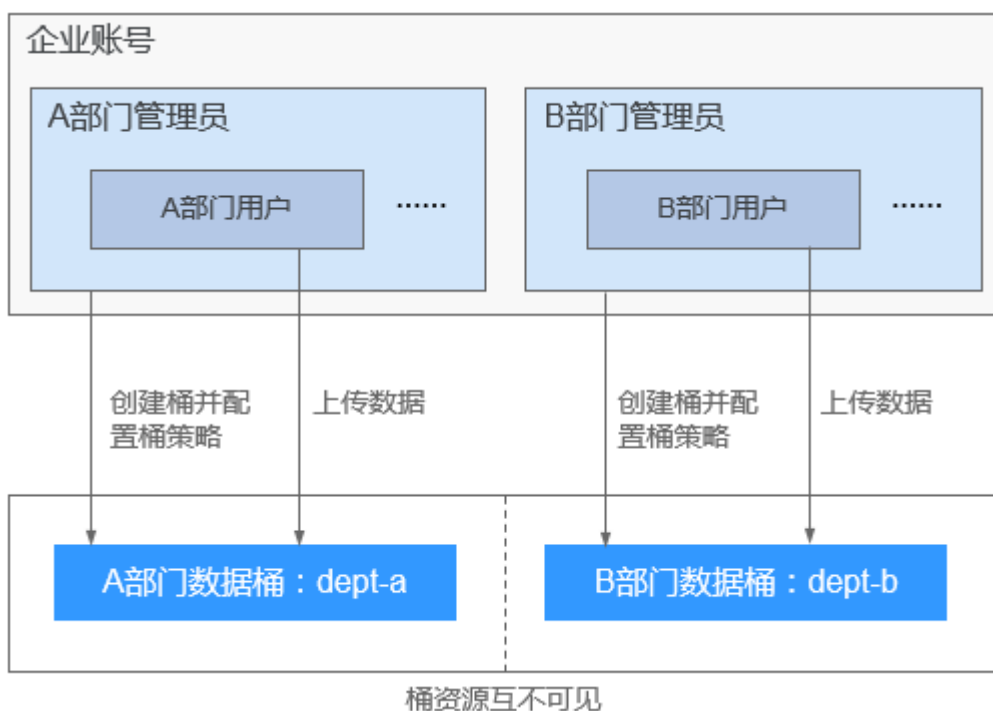 企业账号
A部门管理员
B部门管理员
A部门用户
......
B部门用户
......
创建桶并配
置桶策略
上传数据
创建桶并配
置桶策略
上传数据
A部门数据桶：dept-a
B部门数据桶：dept-b
桶资源互不可见